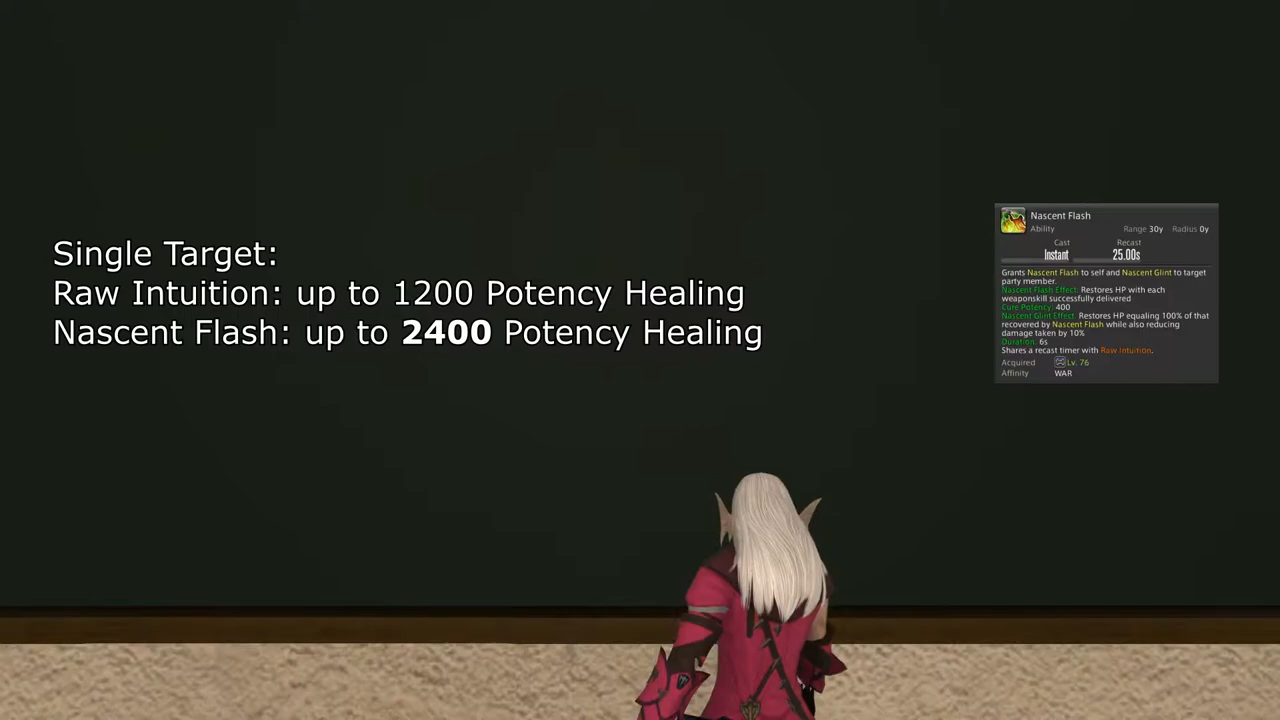 Single Target:
Raw Intuition: up to 1200 Potency Healing
Nascent Flash: up to 2400 Potency Healing
Nascent Flash
Ability
Range 30y Radius 0y
Cast Recast
Instant 25.00s
Grants Nascent Flash to self and Nascent Glint to target
party member.
Nascent Flash Effect: Restores HP with each
weaponskill successfully delivered
Cure Potency: 400
Nascent Glint Effect: Restores HP equaling 100% of that
recovered by Nascent Flash while also reducing
damage taken by 10%
Duration: 6s
Shares a recast timer with Raw Intuition.
Acquired Lv. 76
Affinity WAR